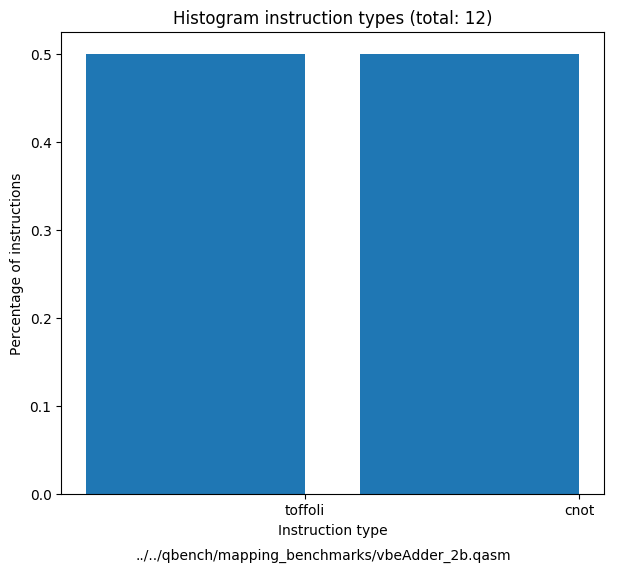 Histogram instruction types (total: 12)
Percentage of instructions
0.5
0.4
0.3
0.2
0.1
0.0
toffoli
cnot
Instruction type
../../qbench/mapping_benchmarks/vbeAdder_2b.qasm